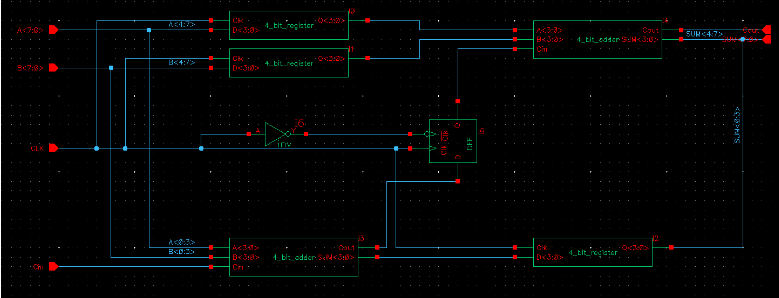 A<4:7>
Clk
D<3:0>
4_bit_register
Q<3:0>
A<7:0>
B<4:7>
Clk
D<3:0>
4_bit_register
Q<3:0>
B<7:0>
A<3:0>
B<3:0>
Cin
4_bit_adder
Cout
SUM<3:0>
SUM<4:7>
Cout
inv
Clk
DFF
D
SUM<0:3>
A<0:3>
B<0:3>
Cin
A<3:0>
B<3:0>
Cin
4_bit_adder
Cout
SUM<3:0>
Clk
D<3:0>
4_bit_register
Q<3:0>